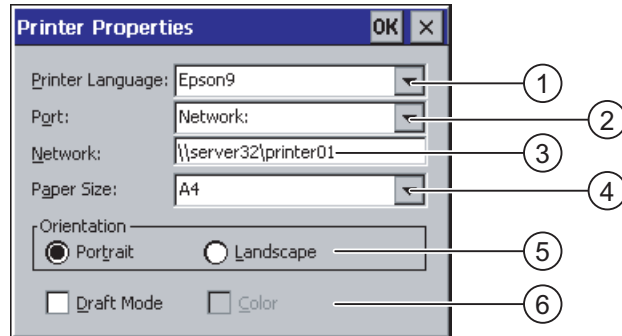 Printer Properties OK ×
Printer Language: Epson9 1
Port: Network: 2
Network: \\server32\printer01 3
Paper Size: A4 4
Orientation
Portrait Landscape 5
Draft Mode Color 6